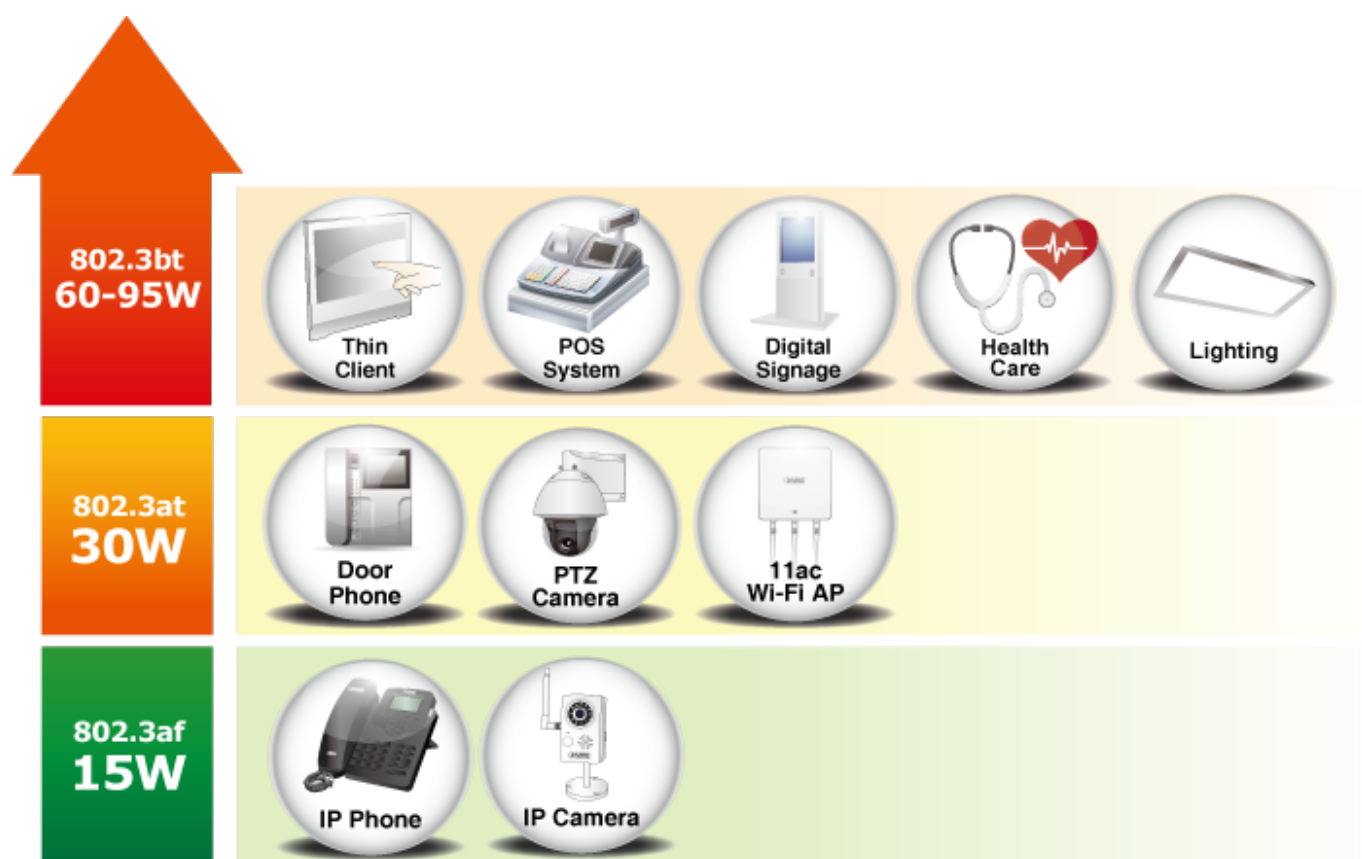 802.3bt
60-95W
Thin
Client
POS
System
Digital
Signage
Health
Care
Lighting
802.3at
30W
Door
Phone
PTZ
Camera
11ac
Wi-Fi AP
802.3af
15W
IP Phone
IP Camera